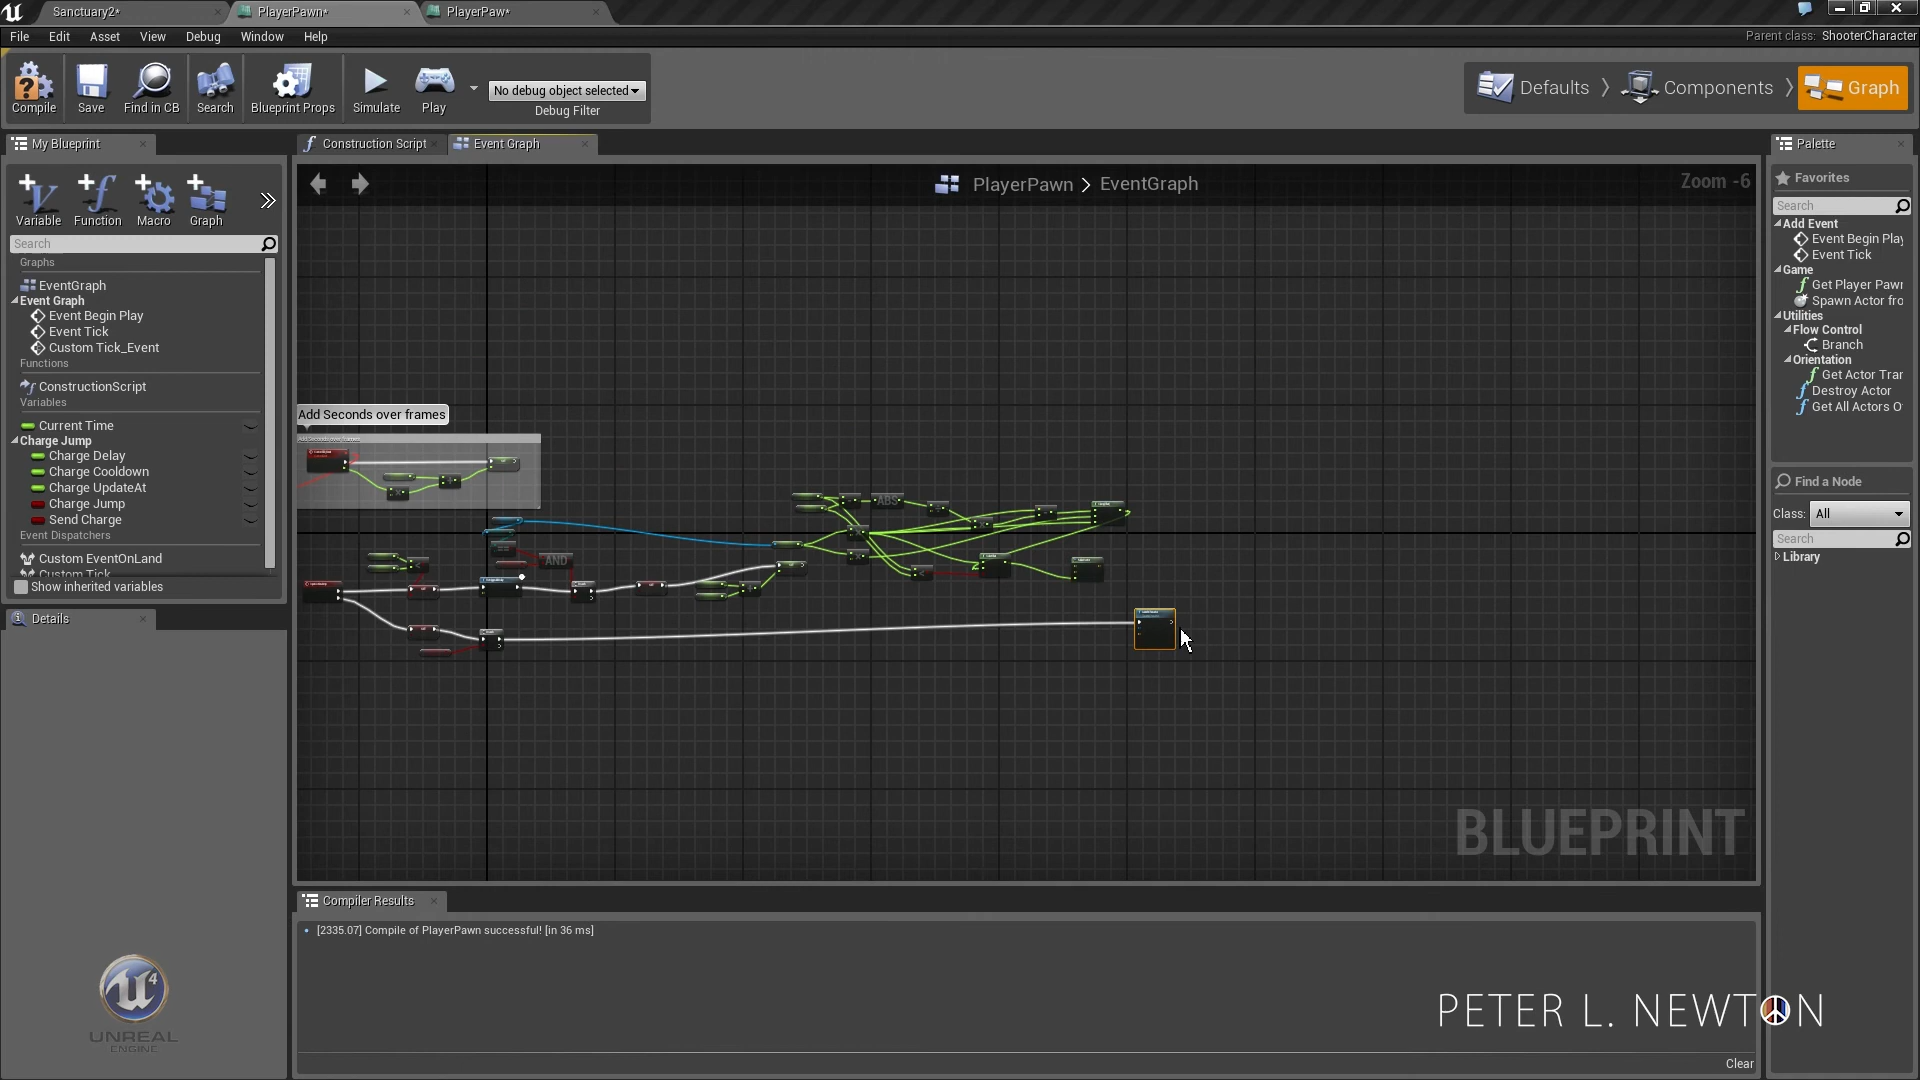 Sanctuary2*
PlayerPawn*
PlayerPaw*
File Edit Asset View Debug Window Help
Parent class: ShooterCharacter
Compile
Save
Find in CB
Search
Blueprint Props
Simulate
Play
No debug object selected
Debug Filter
Defaults
Components
Graph
My Blueprint
Construction Script
Event Graph
Palette
Variable
Function
Macro
Graph
Search
Graphs
EventGraph
Event Graph
Event Begin Play
Event Tick
Custom Tick_Event
Functions
ConstructionScript
Variables
Current Time
Charge Jump
Charge Delay
Charge Cooldown
Charge UpdateAt
Charge Jump
Send Charge
Event Dispatchers
Custom EventOnLand
Custom Tick
Show inherited variables
Details
UNREAL
ENGINE
PlayerPawn > EventGraph
Zoom -6
Add Seconds over frames
Add Seconds over frames
ABS
AND
BLUEPRINT
Favorites
Search
Add Event
Event Begin Play
Event Tick
Game
Get Player Pawn
Spawn Actor fro
Utilities
Flow Control
Branch
Orientation
Get Actor Tran
Destroy Actor
Get All Actors O
Find a Node
Class: All
Search
Library
Compiler Results
[2335.07] Compile of PlayerPawn successful! [in 36 ms]
PETER L. NEWTON
Clear